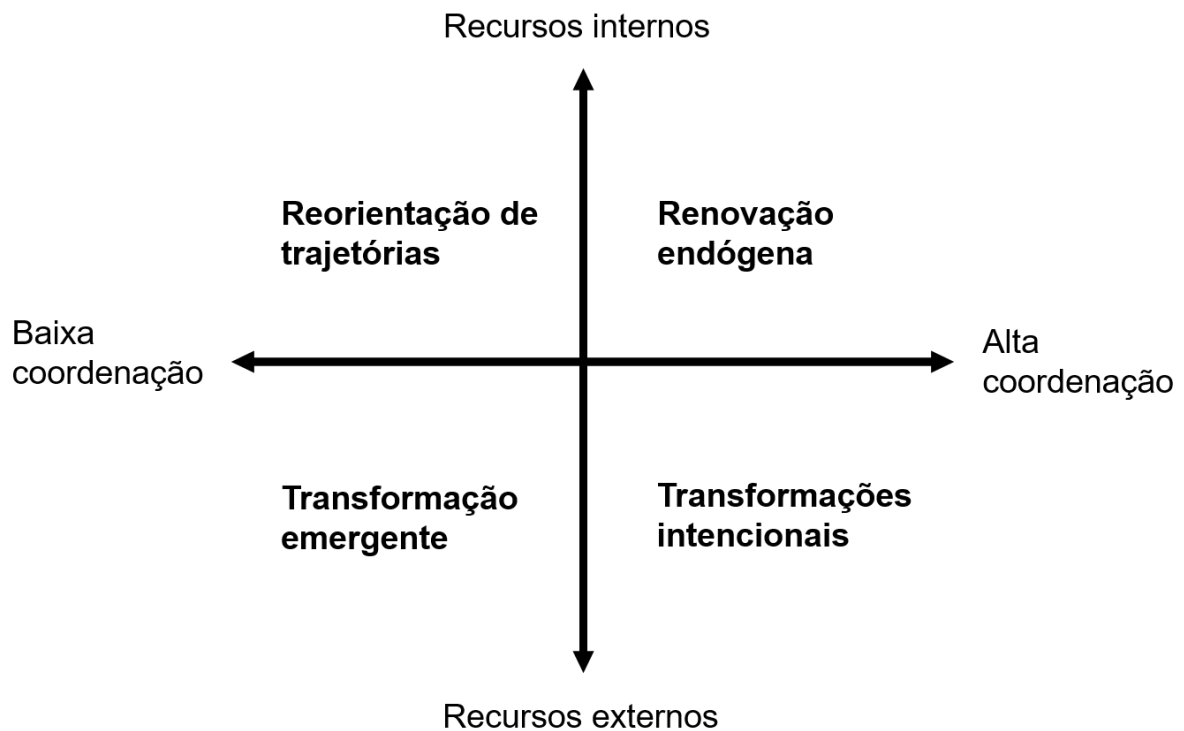 Recursos internos
Reorientação de
trajetórias
Renovação
endógena
Baixa
coordenação
Alta
coordenação
Transformação
emergente
Transformações
intencionais
Recursos externos